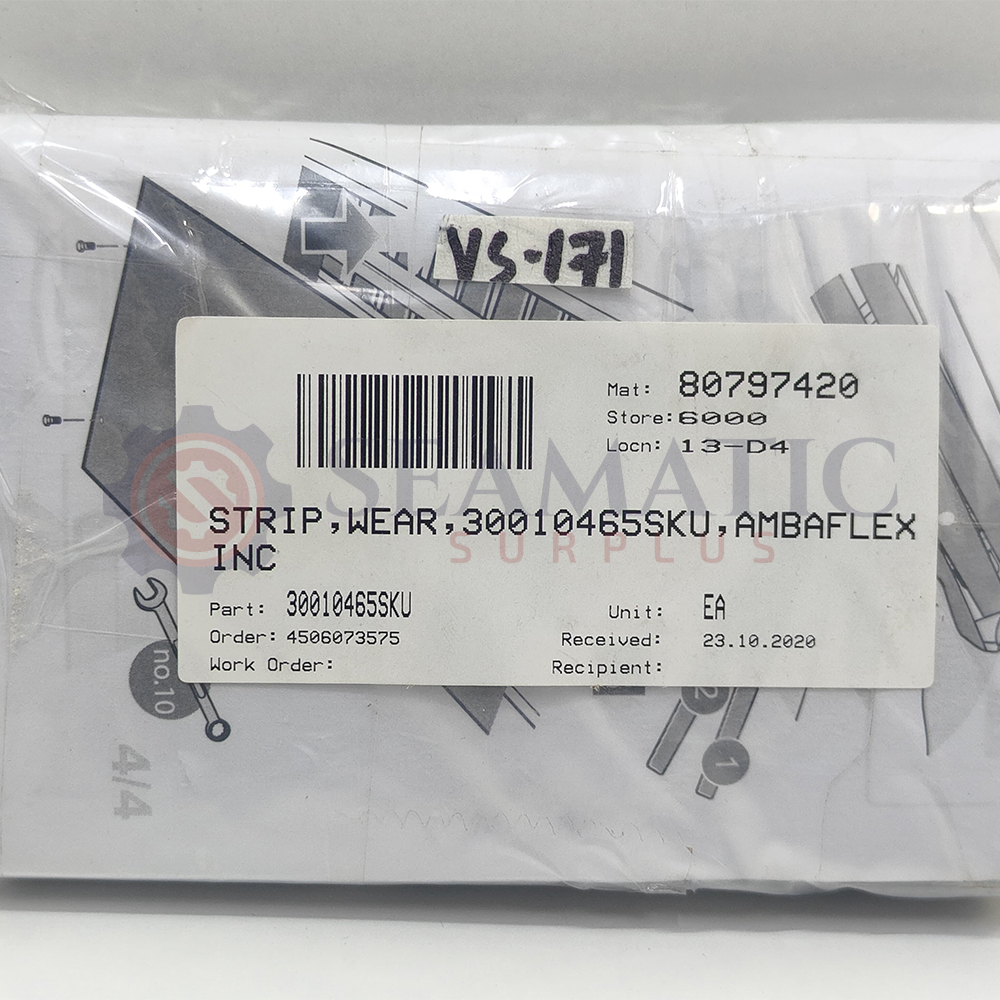 VS-171
Mat: 80797420
Store: 6000
Locn: 13-D4
SEAMATIC
SURPLUS
STRIP,WEAR,30010465SKU,AMBAFLEX
INC
Part: 30010465SKU Unit: EA
Order: 4506073575 Received: 23.10.2020
Work Order: Recipient:
no.10
2
1
4/4